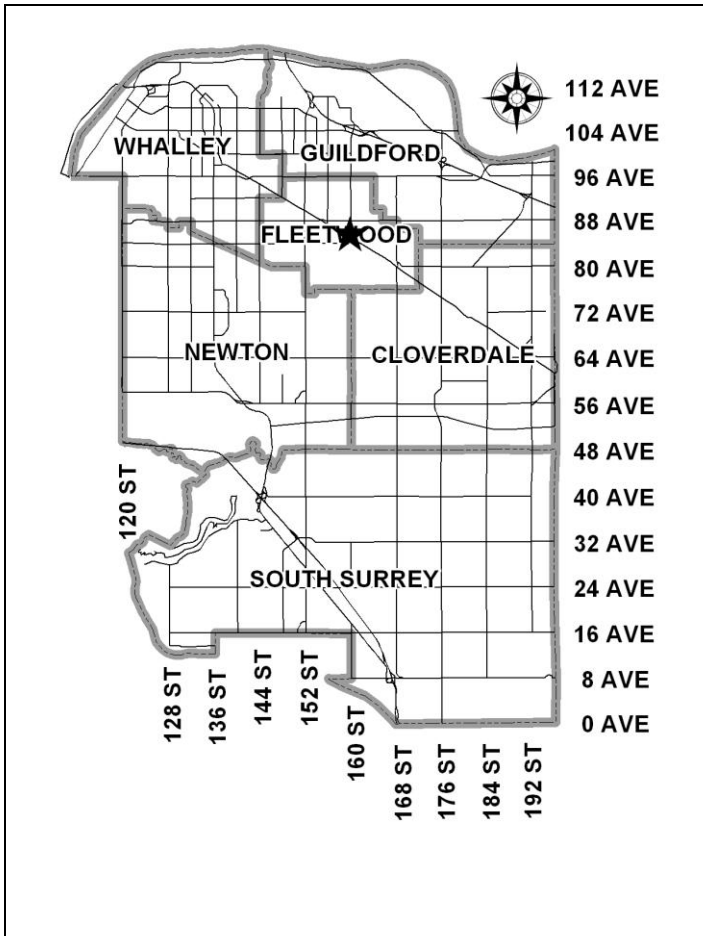 112 AVE
104 AVE
WHALLEY
GUILDFORD
96 AVE
88 AVE
FLEETWOOD
80 AVE
72 AVE
NEWTON
CLOVERDALE
64 AVE
56 AVE
48 AVE
120 ST
40 AVE
32 AVE
SOUTH SURREY
24 AVE
16 AVE
8 AVE
0 AVE
128 ST
136 ST
144 ST
152 ST
160 ST
168 ST
176 ST
184 ST
192 ST